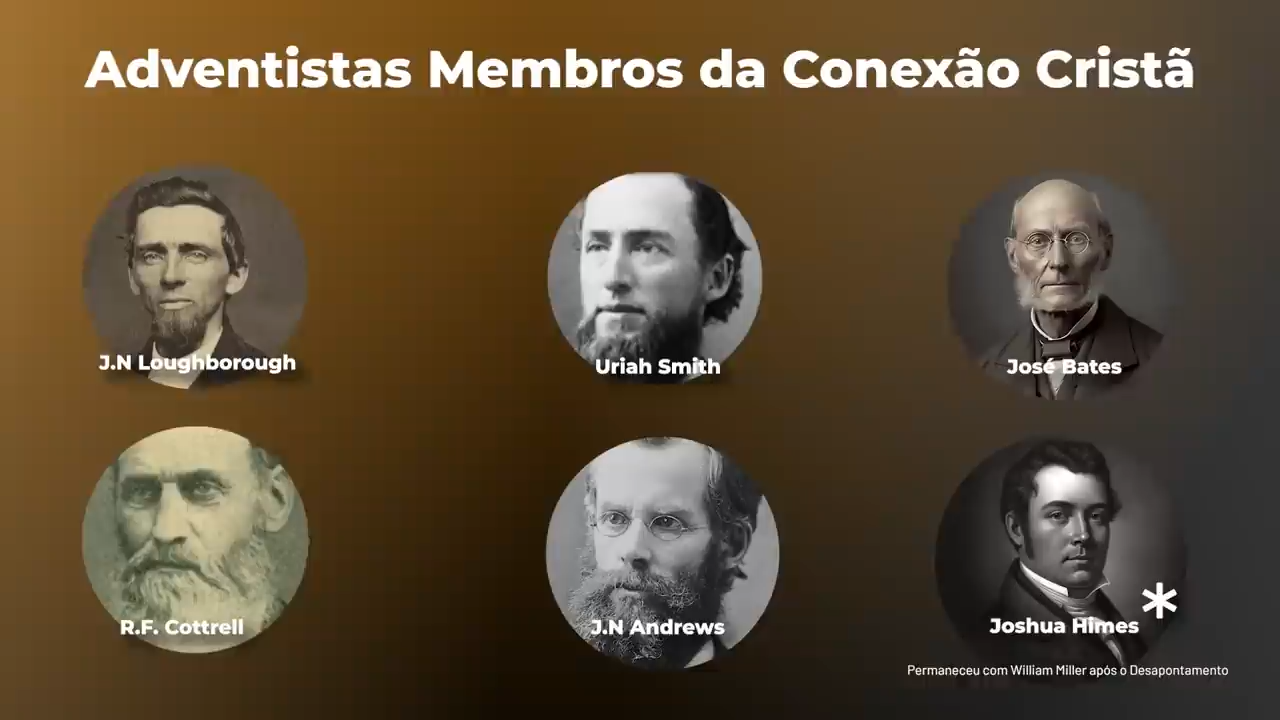 Adventistas Membros da Conexão Cristã
J.N Loughborough
Uriah Smith
José Bates
R.F. Cottrell
J.N Andrews
Joshua Himes *
Permaneceu com William Miller após o Desapontamento